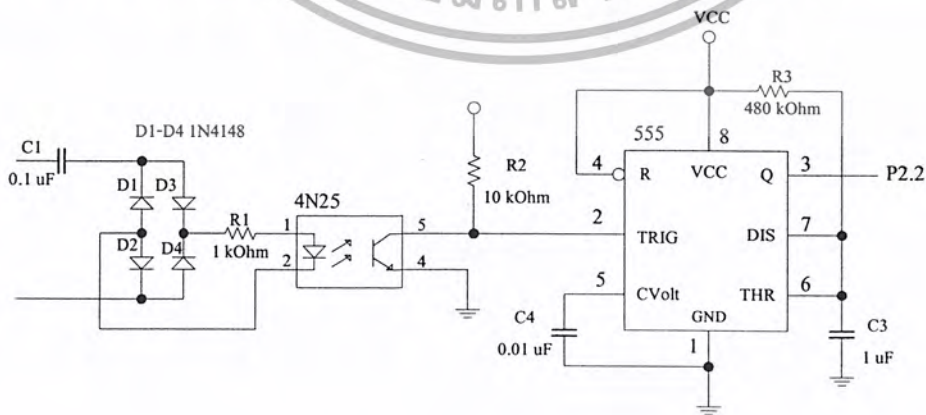 VCC
R3
480 kOhm
D1-D4 1N4148
C1
0.1 uF
D1
D3
D2
D4
R1
1 kOhm
4N25
1
2
5
4
R2
10 kOhm
555
8
4
R
VCC
Q
3
P2.2
2
TRIG
DIS
7
5
CVolt
THR
6
GND
1
C4
0.01 uF
C3
1 uF